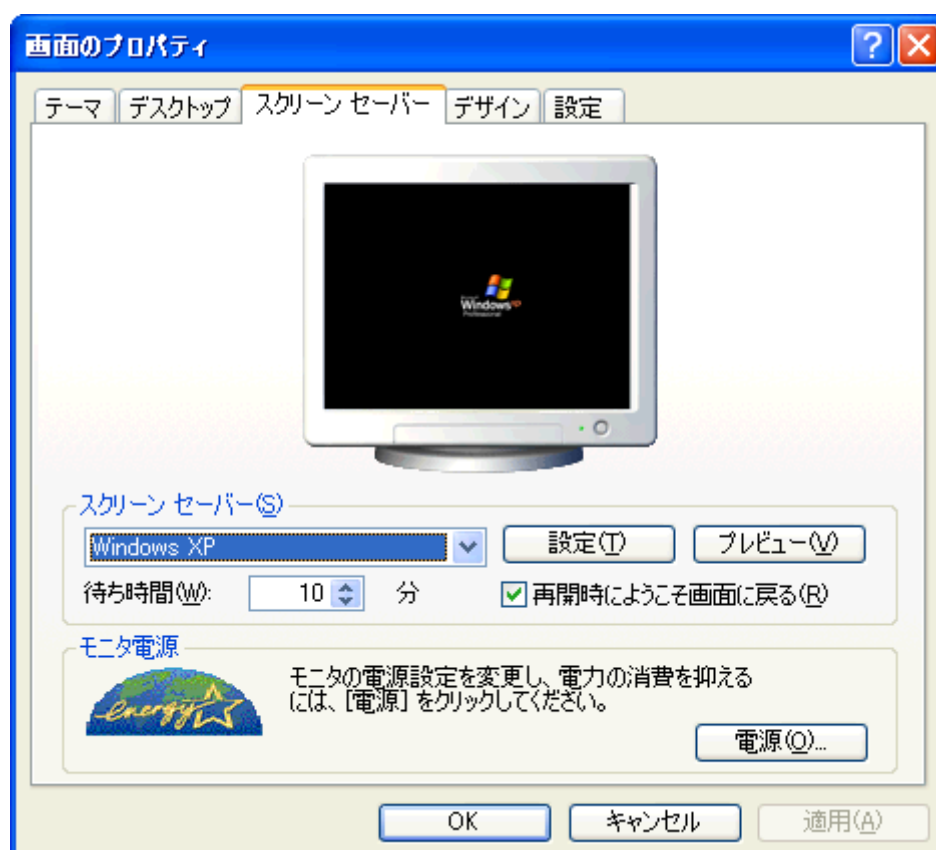 画面のプロパティ
テーマ デスクトップ スクリーン セーバー デザイン 設定
Windows xp
Professional
スクリーン セーバー(S)
Windows XP 設定(T) プレビュー(V)
待ち時間(W): 10 分 再開時にようこそ画面に戻る(R)
モニタ電源
energy
モニタの電源設定を変更し、電力の消費を抑える
には、[電源] をクリックしてください。
電源(O)...
OK キャンセル 適用(A)